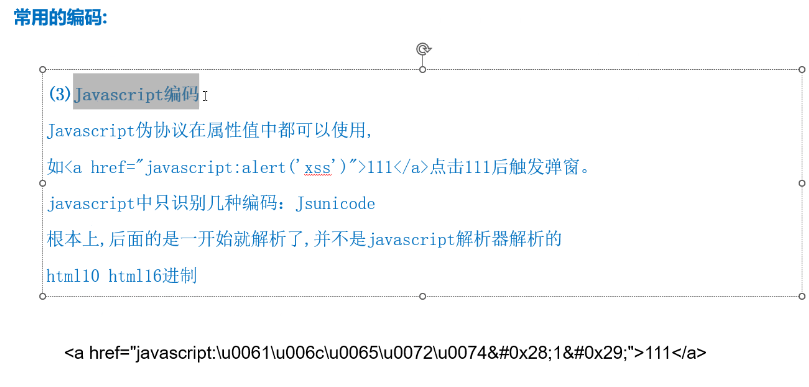 常用的编码:
(3)Javascript编码
Javascript伪协议在属性值中都可以使用,
如<a href="javascript:alert('xss')">111</a>点击111后触发弹窗。
javascript中只识别几种编码：Jsunicode
根本上,后面的是一开始就解析了,并不是javascript解析器解析的
html10 html16进制
<a href="javascript:\u0061\u006c\u0065\u0072\u0074&#0x28;1&#0x29;">111</a>